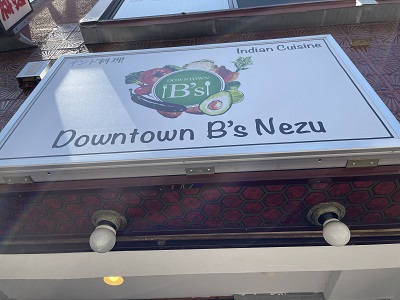 インド料理
Indian Cuisine
DOWNTOWN
B's
Downtown B's Nezu